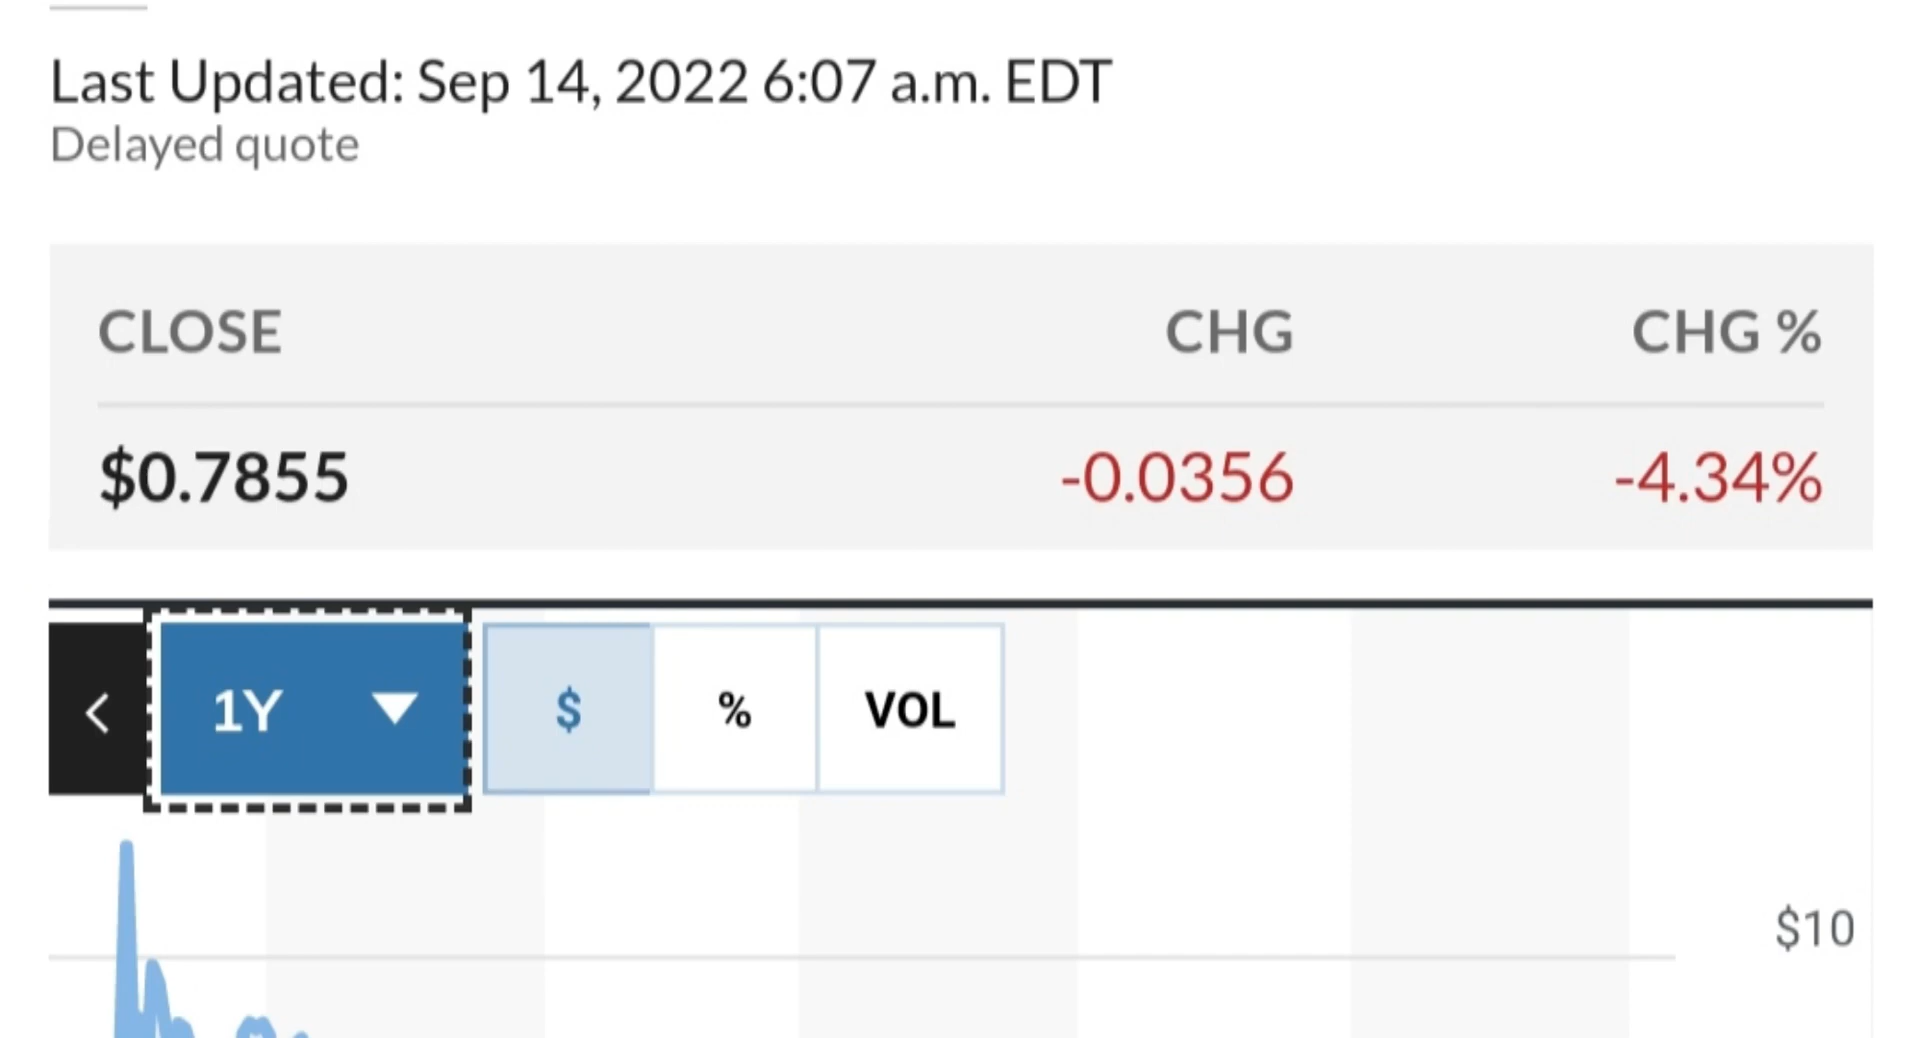 Last Updated: Sep 14, 2022 6:07 a.m. EDT
Delayed quote
CLOSE CHG CHG %
$0.7855 -0.0356 -4.34%
1Y $ % VOL
$10